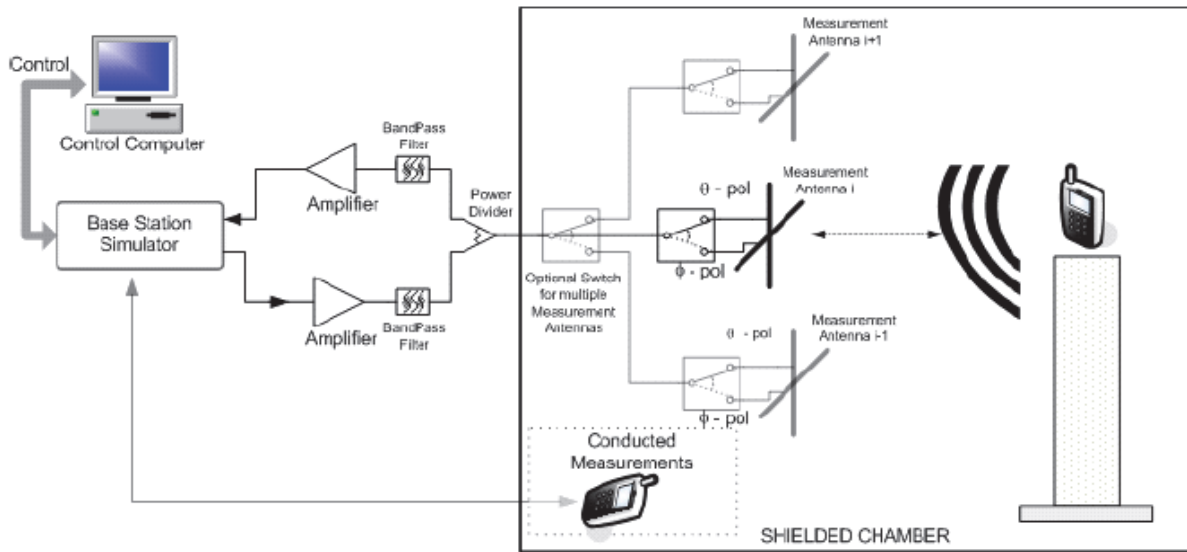 Control
Control Computer
Base Station
Simulator
Amplifier
BandPass
Filter
Amplifier
BandPass
Filter
Power
Divider
Optional Switch
for multiple
Measurement
Antennas
Measurement
Antenna i+1
θ - pol
Measurement
Antenna i
ϕ - pol
θ - pol
Measurement
Antenna i-1
ϕ - pol
Conducted
Measurements
SHIELDED CHAMBER